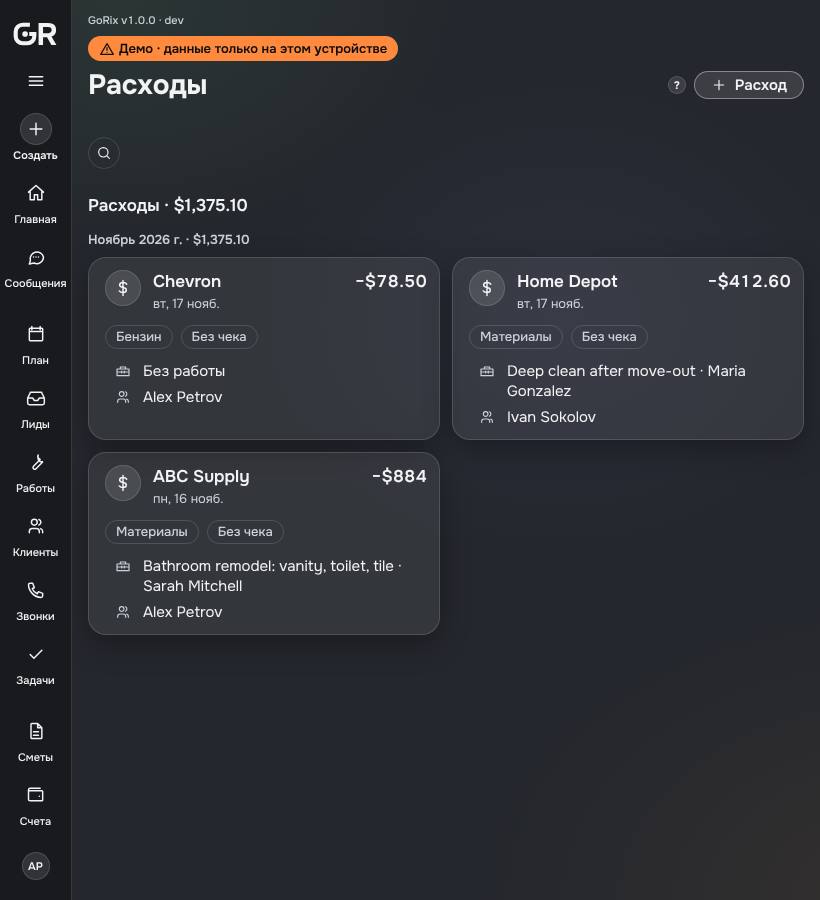 GR
GoRix v1.0.0 · dev
Демо · данные только на этом устройстве
Расходы
?
Расход
Создать
Главная
Сообщения
План
Лиды
Работы
Клиенты
Звонки
Задачи
Сметы
Счета
AP
Расходы · $1,375.10
Ноябрь 2026 г. · $1,375.10
$
Chevron
−$78.50
вт, 17 нояб.
Бензин
Без чека
Без работы
Alex Petrov
$
Home Depot
−$412.60
вт, 17 нояб.
Материалы
Без чека
Deep clean after move-out · Maria
Gonzalez
Ivan Sokolov
$
ABC Supply
−$884
пн, 16 нояб.
Материалы
Без чека
Bathroom remodel: vanity, toilet, tile ·
Sarah Mitchell
Alex Petrov